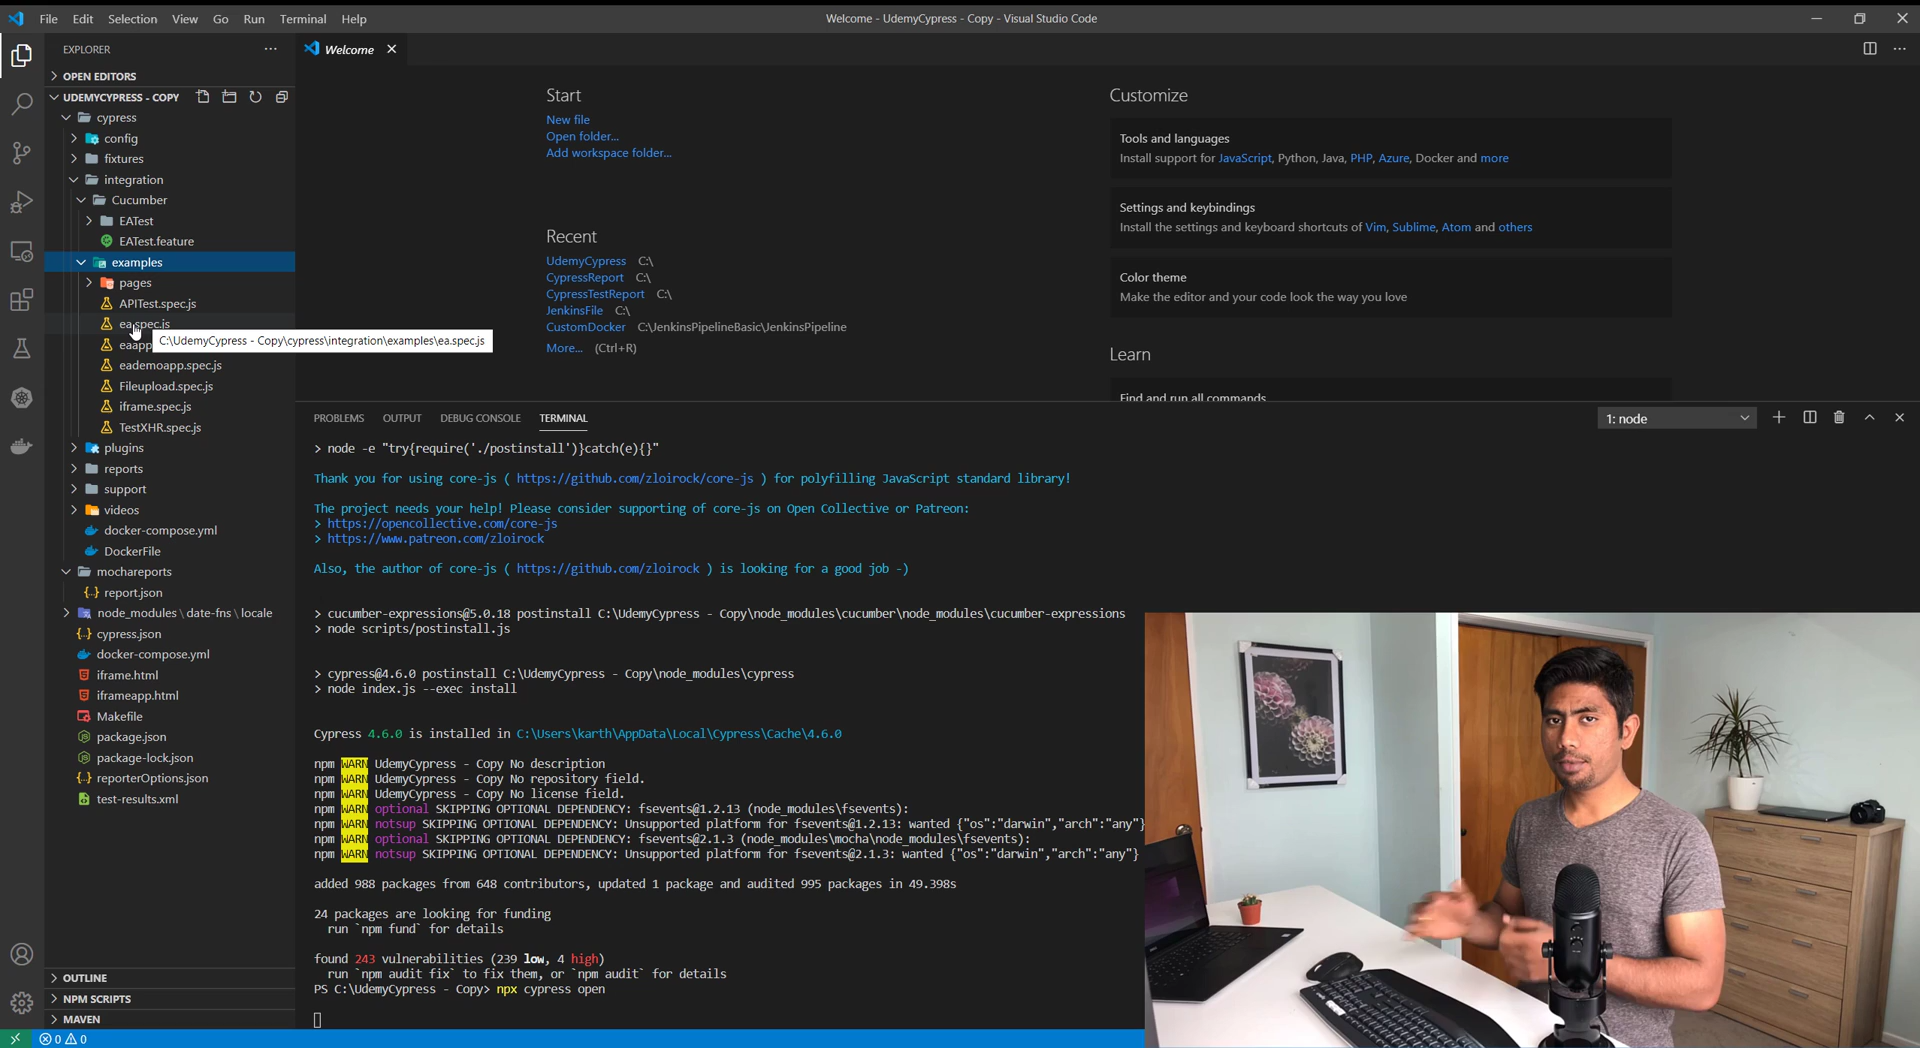 File Edit Selection View Go Run Terminal Help
Welcome - UdemyCypress - Copy - Visual Studio Code
EXPLORER
OPEN EDITORS
UDEMYCYPRESS - COPY
cypress
config
fixtures
integration
Cucumber
EATest
EATest.feature
examples
pages
APITest.spec.js
ea.spec.js
C:\UdemyCypress - Copy\cypress\integration\examples\ea.spec.js
eaapp
eademoapp.spec.js
Fileupload.spec.js
iframe.spec.js
TestXHR.spec.js
plugins
reports
support
videos
docker-compose.yml
DockerFile
mochareports
report.json
node_modules \ date-fns \ locale
cypress.json
docker-compose.yml
iframe.html
iframeapp.html
Makefile
package.json
package-lock.json
reporterOptions.json
test-results.xml
OUTLINE
NPM SCRIPTS
MAVEN
0 0
Welcome
Start
New file
Open folder...
Add workspace folder...
Recent
UdemyCypress C:\
CypressReport C:\
CypressTestReport C:\
JenkinsFile C:\
CustomDocker C:\JenkinsPipelineBasic\JenkinsPipeline
More... (Ctrl+R)
Customize
Tools and languages
Install support for JavaScript, Python, Java, PHP, Azure, Docker and more
Settings and keybindings
Install the settings and keyboard shortcuts of Vim, Sublime, Atom and others
Color theme
Make the editor and your code look the way you love
Learn
Find and run all commands
PROBLEMS OUTPUT DEBUG CONSOLE TERMINAL
1: node
> node -e "try{require('./postinstall')}catch(e){}"
Thank you for using core-js ( https://github.com/zloirock/core-js ) for polyfilling JavaScript standard library!
The project needs your help! Please consider supporting of core-js on Open Collective or Patreon:
> https://opencollective.com/core-js
> https://www.patreon.com/zloirock
Also, the author of core-js ( https://github.com/zloirock ) is looking for a good job -)
> cucumber-expressions@5.0.18 postinstall C:\UdemyCypress - Copy\node_modules\cucumber\node_modules\cucumber-expressions
> node scripts/postinstall.js
> cypress@4.6.0 postinstall C:\UdemyCypress - Copy\node_modules\cypress
> node index.js --exec install
Cypress 4.6.0 is installed in C:\Users\karth\AppData\Local\Cypress\Cache\4.6.0
npm WARN UdemyCypress - Copy No description
npm WARN UdemyCypress - Copy No repository field.
npm WARN UdemyCypress - Copy No license field.
npm WARN optional SKIPPING OPTIONAL DEPENDENCY: fsevents@1.2.13 (node_modules\fsevents):
npm WARN notsup SKIPPING OPTIONAL DEPENDENCY: Unsupported platform for fsevents@1.2.13: wanted {"os":"darwin","arch":"any"}
npm WARN optional SKIPPING OPTIONAL DEPENDENCY: fsevents@2.1.3 (node_modules\mocha\node_modules\fsevents):
npm WARN notsup SKIPPING OPTIONAL DEPENDENCY: Unsupported platform for fsevents@2.1.3: wanted {"os":"darwin","arch":"any"}
added 988 packages from 648 contributors, updated 1 package and audited 995 packages in 49.398s
24 packages are looking for funding
run `npm fund` for details
found 243 vulnerabilities (239 low, 4 high)
run `npm audit fix` to fix them, or `npm audit` for details
PS C:\UdemyCypress - Copy> npx cypress open